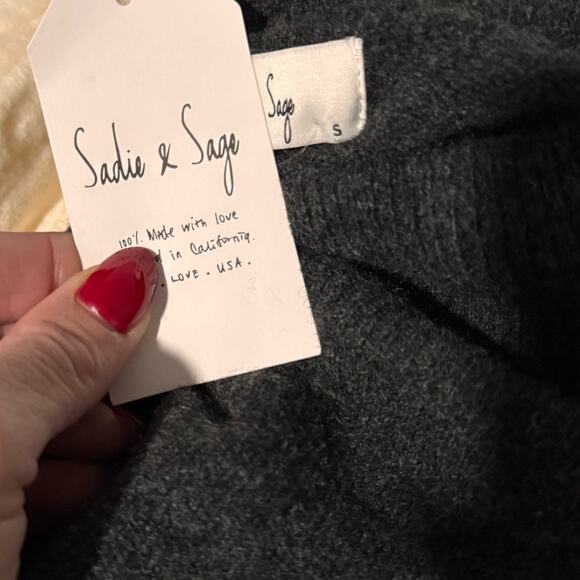 Sadie & Sage
100% Made with love
in California.
LOVE . USA .
Sage
S